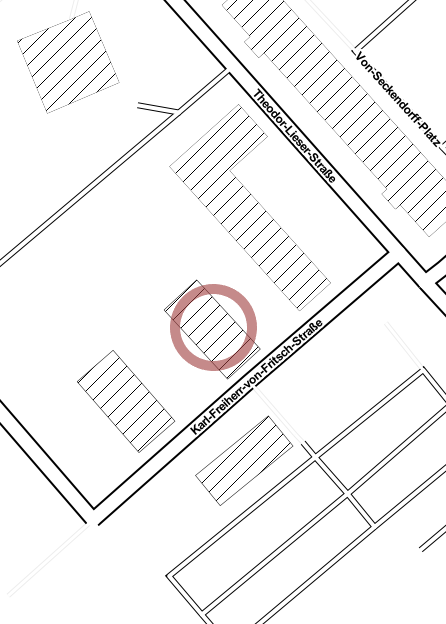 Von-Seckendorff-Platz
Theodor-Lieser-Straße
Karl-Freiherr-von-Fritsch-Straße